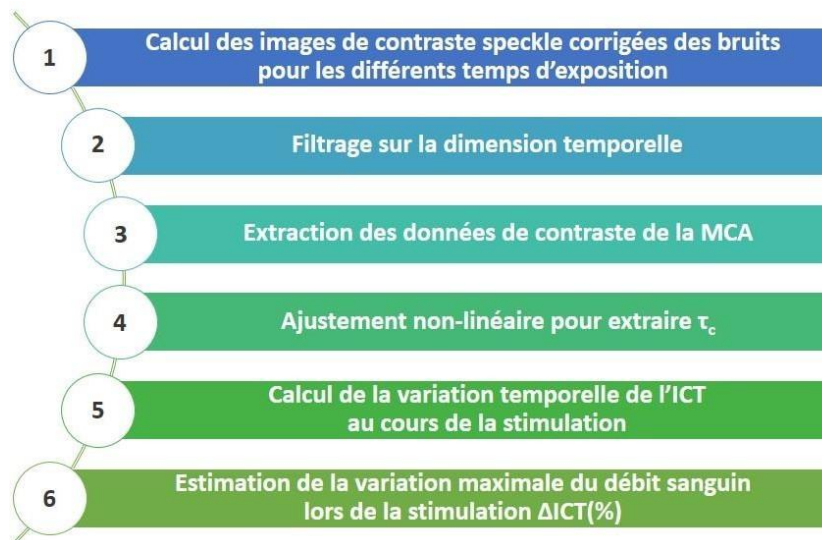 1
Calcul des images de contraste speckle corrigées des bruits
pour les différents temps d’exposition
2
Filtrage sur la dimension temporelle
3
Extraction des données de contraste de la MCA
4
Ajustement non-linéaire pour extraire τc
5
Calcul de la variation temporelle de l’ICT
au cours de la stimulation
6
Estimation de la variation maximale du débit sanguin
lors de la stimulation ΔICT(%)